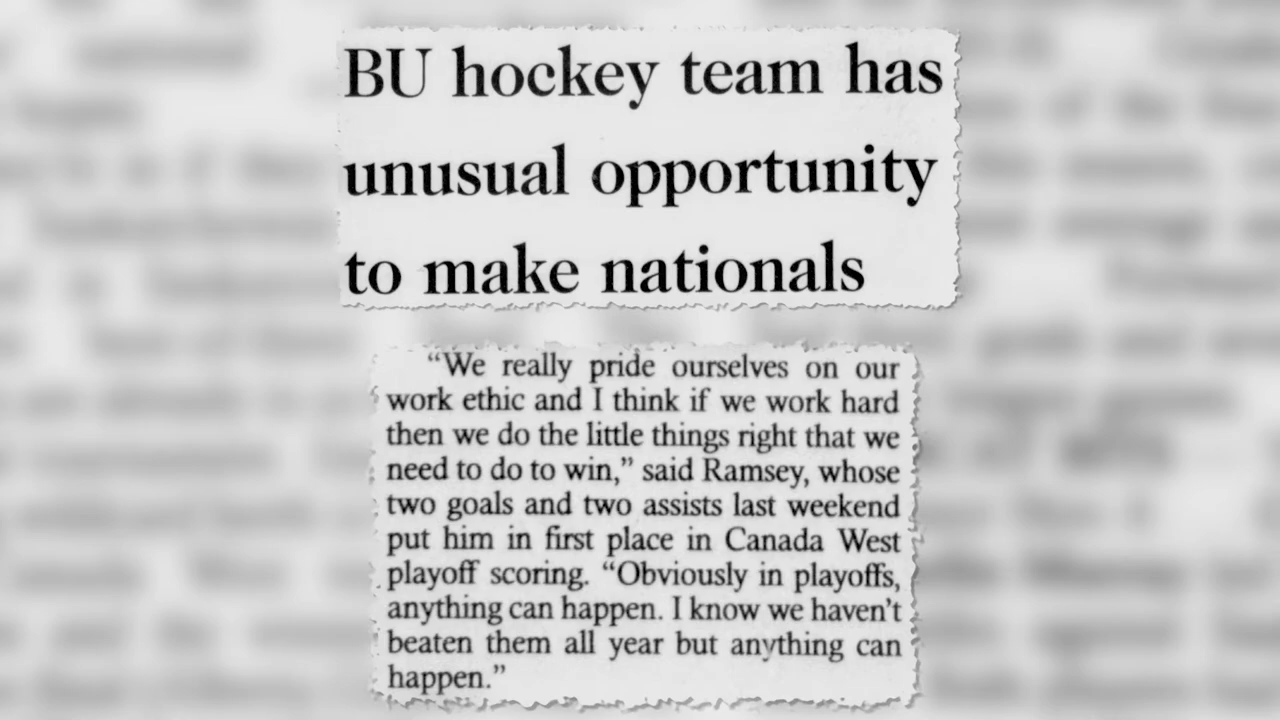 BU hockey team has
unusual opportunity
to make nationals
“We really pride ourselves on our
work ethic and I think if we work hard
then we do the little things right that we
need to do to win,” said Ramsey, whose
two goals and two assists last weekend
put him in first place in Canada West
playoff scoring. “Obviously in playoffs,
anything can happen. I know we haven’t
beaten them all year but anything can
happen.”